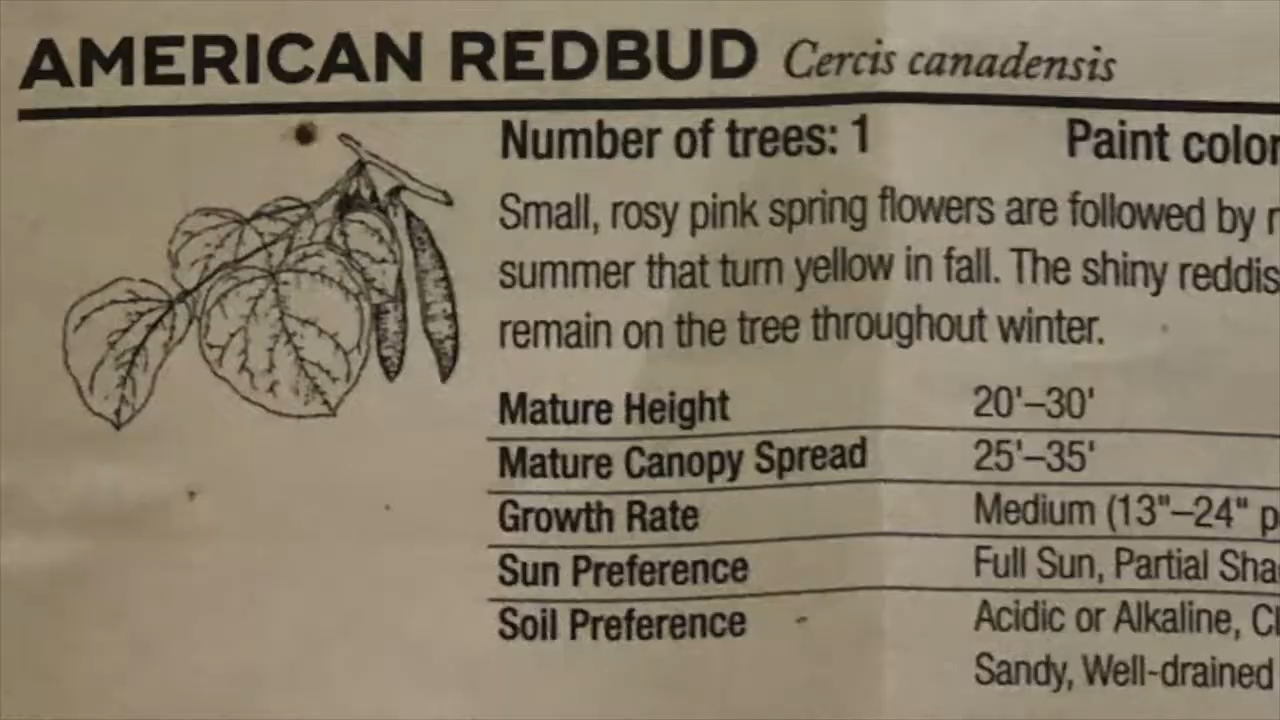 AMERICAN REDBUD Cercis canadensis
Number of trees: 1 Paint color
Small, rosy pink spring flowers are followed by
summer that turn yellow in fall. The shiny
remain on the tree throughout winter.
Mature Height 20'–30'
Mature Canopy Spread 25'–35'
Growth Rate Medium (13"–24"
Sun Preference Full Sun, Partial
Soil Preference Acidic or Alkaline,
Sandy, Well-drained